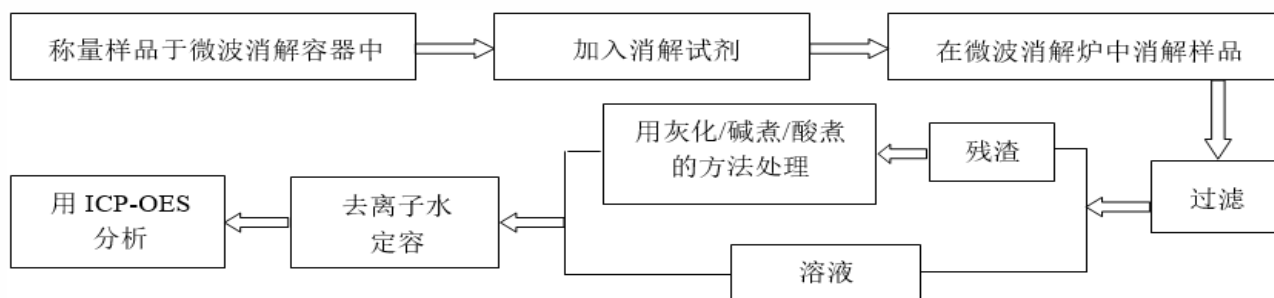 称量样品于微波消解容器中
加入消解试剂
在微波消解炉中消解样品
过滤
残渣
用灰化/碱煮/酸煮
的方法处理
溶液
去离子水
定容
用 ICP-OES
分析